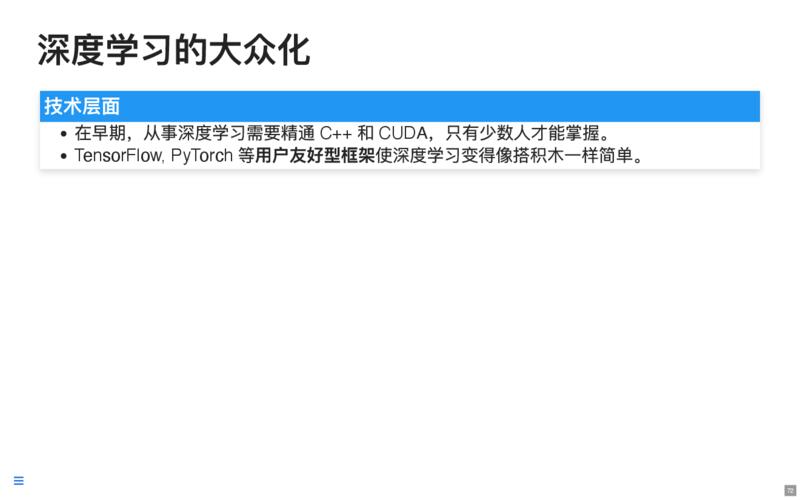 深度学习的大众化
技术层面
• 在早期，从事深度学习需要精通 C++ 和 CUDA，只有少数人才能掌握。
• TensorFlow, PyTorch 等用户友好型框架使深度学习变得像搭积木一样简单。
72